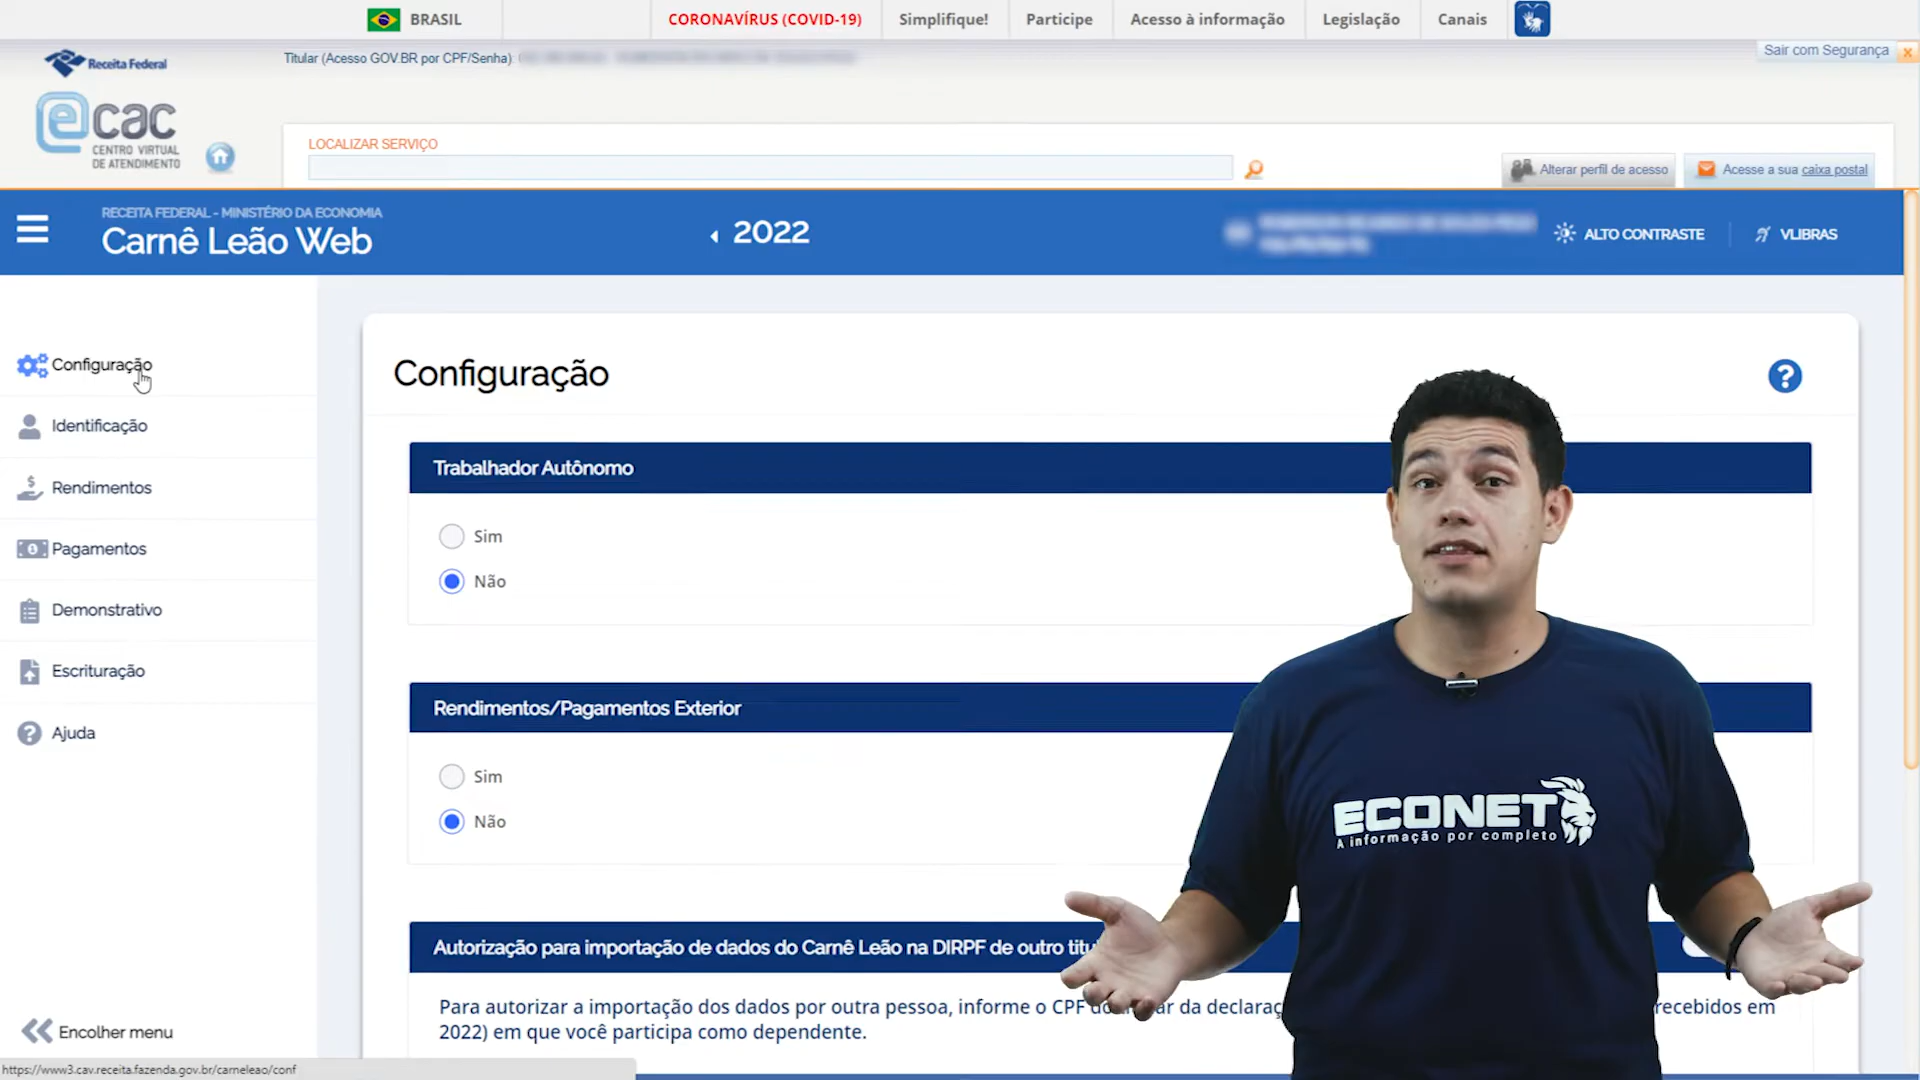 BRASIL
CORONAVÍRUS (COVID-19)
Simplifique!
Participe
Acesso à informação
Legislação
Canais
Receita Federal
Titular (Acesso GOV.BR por CPF/Senha)
Sair com Segurança
ecac
CENTRO VIRTUAL
DE ATENDIMENTO
LOCALIZAR SERVIÇO
Alterar perfil de acesso
Acesse a sua caixa postal
RECEITA FEDERAL - MINISTÉRIO DA ECONOMIA
Carnê Leão Web
2022
ALTO CONTRASTE
VLIBRAS
Configuração
Identificação
Rendimentos
Pagamentos
Demonstrativo
Escrituração
Ajuda
Encolher menu
https://www3.cav.receita.fazenda.gov.br/carneleao/conf
Configuração
?
Trabalhador Autônomo
Sim
Não
Rendimentos/Pagamentos Exterior
Sim
Não
Autorização para importação de dados do Carnê Leão na DIRPF de outro
Para autorizar a importação dos dados por outra pessoa, informe o CPF da recebidos em
2022) em que você participa como dependente.
ECONET
A informação por completo